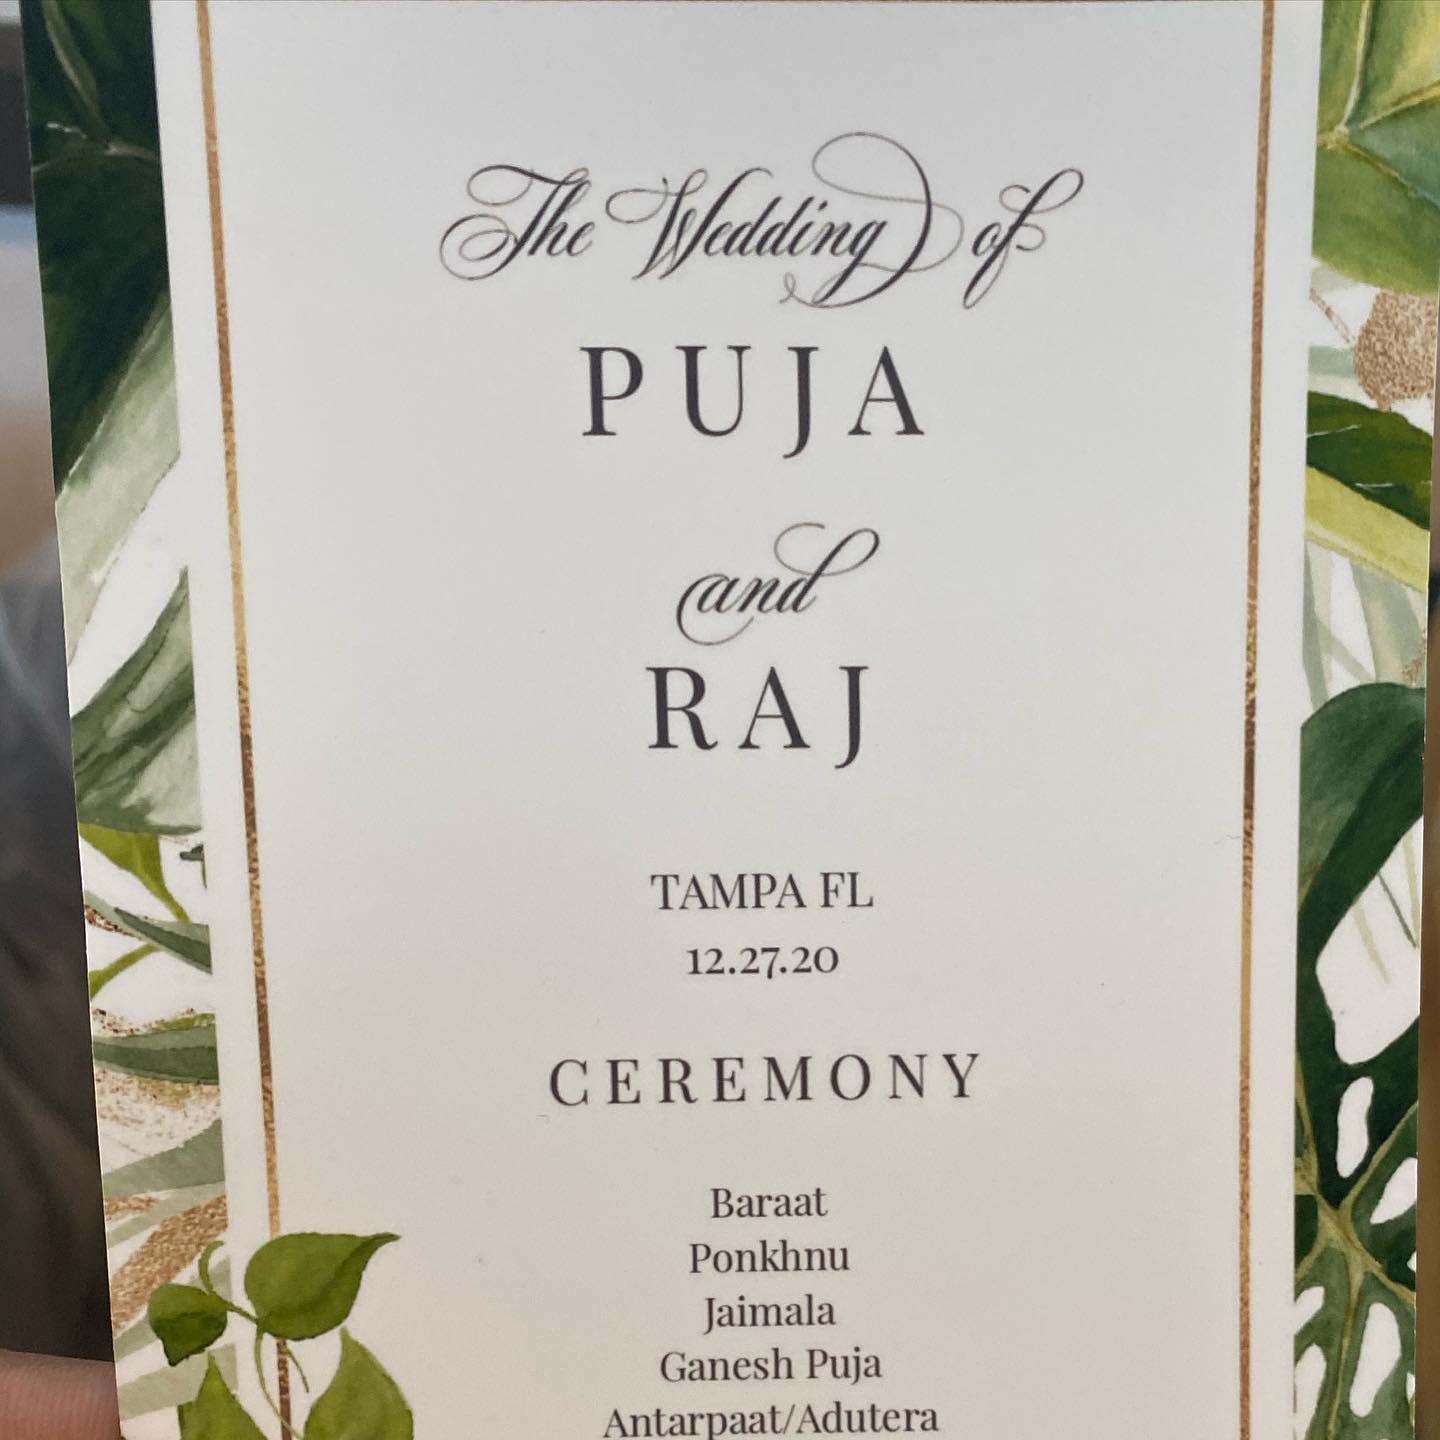 The Wedding of
PUJA
and
RAJ
TAMPA FL
12.27.20
CEREMONY
Baraat
Ponkhnu
Jaimala
Ganesh Puja
Antarpaat/Adutera